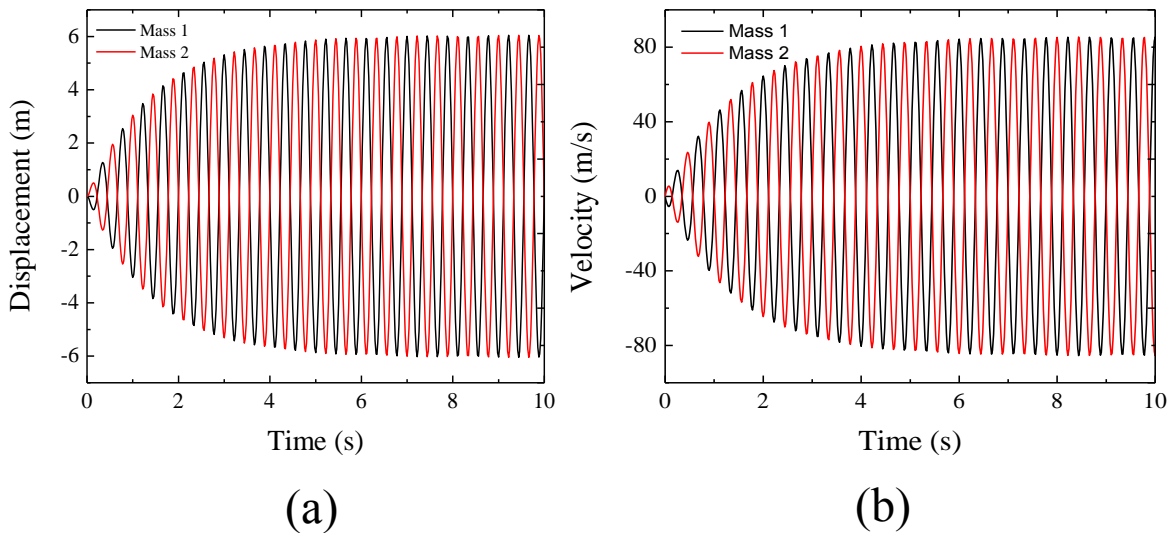 Mass 1
Mass 2
Displacement (m)
6
4
2
0
-2
-4
-6
0 2 4 6 8 10
Time (s)
(a)
Mass 1
Mass 2
Velocity (m/s)
80
40
0
-40
-80
0 2 4 6 8 10
Time (s)
(b)